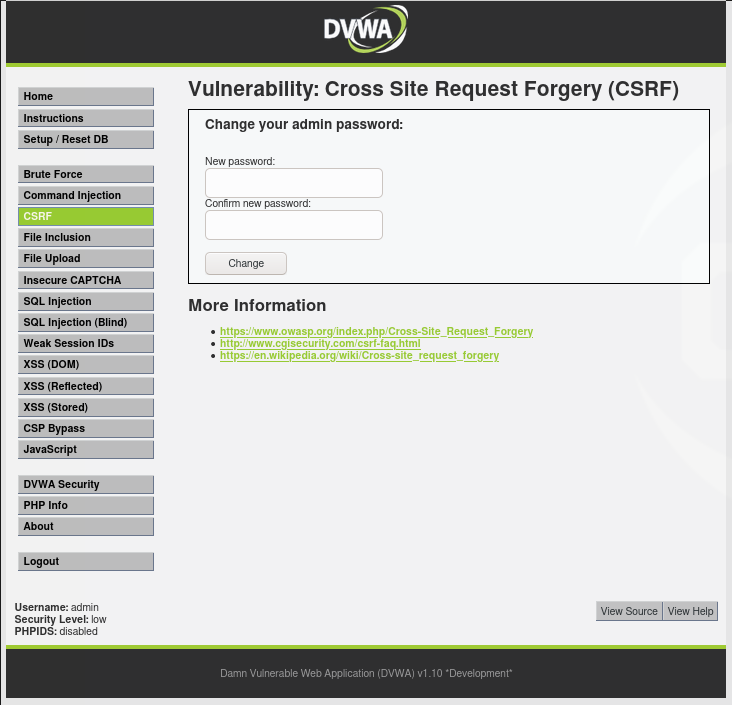 DVWA
Home
Instructions
Setup / Reset DB
Brute Force
Command Injection
CSRF
File Inclusion
File Upload
Insecure CAPTCHA
SQL Injection
SQL Injection (Blind)
Weak Session IDs
XSS (DOM)
XSS (Reflected)
XSS (Stored)
CSP Bypass
JavaScript
DVWA Security
PHP Info
About
Logout
Vulnerability: Cross Site Request Forgery (CSRF)
Change your admin password:
New password:
Confirm new password:
Change
More Information
https://www.owasp.org/index.php/Cross-Site_Request_Forgery
http://www.cgisecurity.com/csrf-faq.html
https://en.wikipedia.org/wiki/Cross-site_request_forgery
Username: admin
Security Level: low
PHPIDS: disabled
View Source
View Help
Damn Vulnerable Web Application (DVWA) v1.10 *Development*